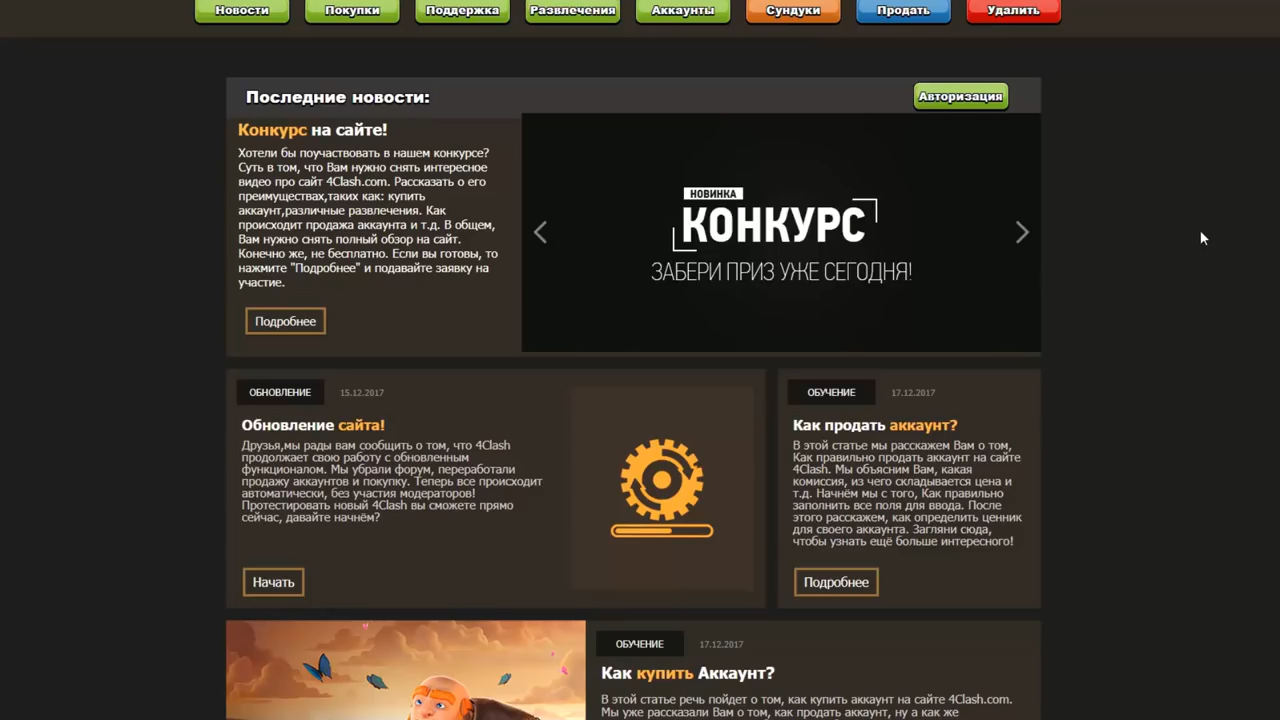 Новости
Покупки
Поддержка
Развлечения
Аккаунты
Сундуки
Продать
Удалить
Последние новости:
Авторизация
Конкурс на сайте!
Хотели бы поучаствовать в нашем конкурсе?
Суть в том, что Вам нужно снять интересное
видео про сайт 4Clash.com. Рассказать о его
преимуществах,таких как: купить
аккаунт,различные развлечения. Как
происходит продажа аккаунта и т.д. В общем,
Вам нужно снять полный обзор на сайт.
Конечно же, не бесплатно. Если вы готовы, то
нажмите "Подробнее" и подавайте заявку на
участие.
Подробнее
НОВИНКА
КОНКУРС
ЗАБЕРИ ПРИЗ УЖЕ СЕГОДНЯ!
ОБНОВЛЕНИЕ
15.12.2017
Обновление сайта!
Друзья,мы рады вам сообщить о том, что 4Clash
продолжает свою работу с обновленным
функционалом. Мы убрали форум, переработали
продажу аккаунтов и покупку. Теперь все происходит
автоматически, без участия модераторов!
Протестировать новый 4Clash вы сможете прямо
сейчас, давайте начнём?
Начать
ОБУЧЕНИЕ
17.12.2017
Как продать аккаунт?
В этой статье мы расскажем Вам о том,
Как правильно продать аккаунт на сайте
4Clash. Мы объясним Вам, какая
комиссия, из чего складывается цена и
т.д. Начнём мы с того, Как правильно
заполнить все поля для ввода. После
этого расскажем, как определить ценник
для своего аккаунта. Загляни сюда,
чтобы узнать ещё больше интересного!
Подробнее
ОБУЧЕНИЕ
17.12.2017
Как купить Аккаунт?
В этой статье речь пойдет о том, как купить аккаунт на сайте 4Clash.com.
Мы уже рассказали Вам о том, как продать аккаунт, ну а как же